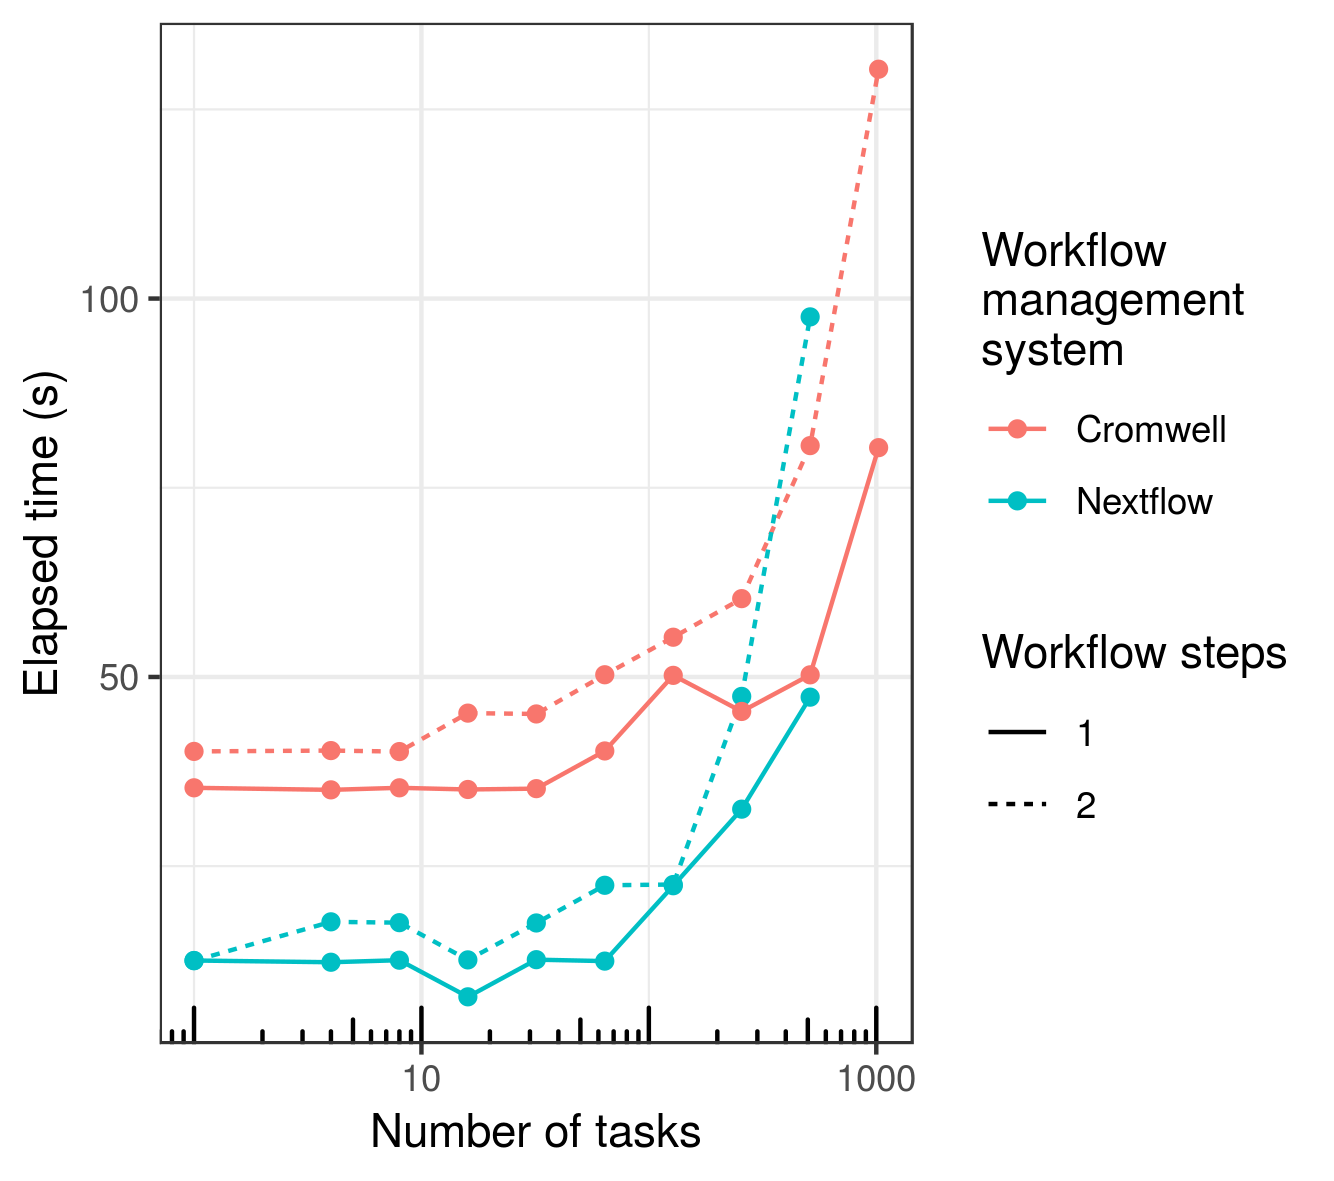 100
50
Elapsed time (s)
10
1000
Number of tasks
Workflow
management
system
Cromwell
Nextflow
Workflow steps
1
2